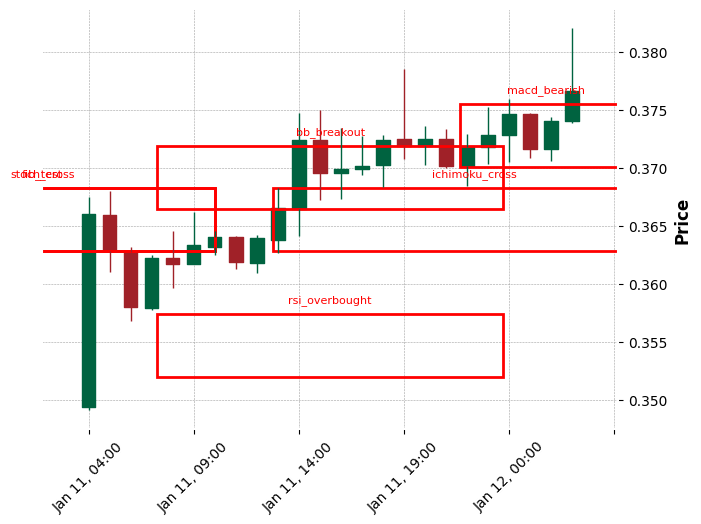 0.380
macd_bearish
0.375
bb_breakout
0.370
ichimoku_cross
0.365
Price
0.360
rsi_overbought
0.355
0.350
Jan 11, 04:00
Jan 11, 09:00
Jan 11, 14:00
Jan 11, 19:00
Jan 12, 00:00